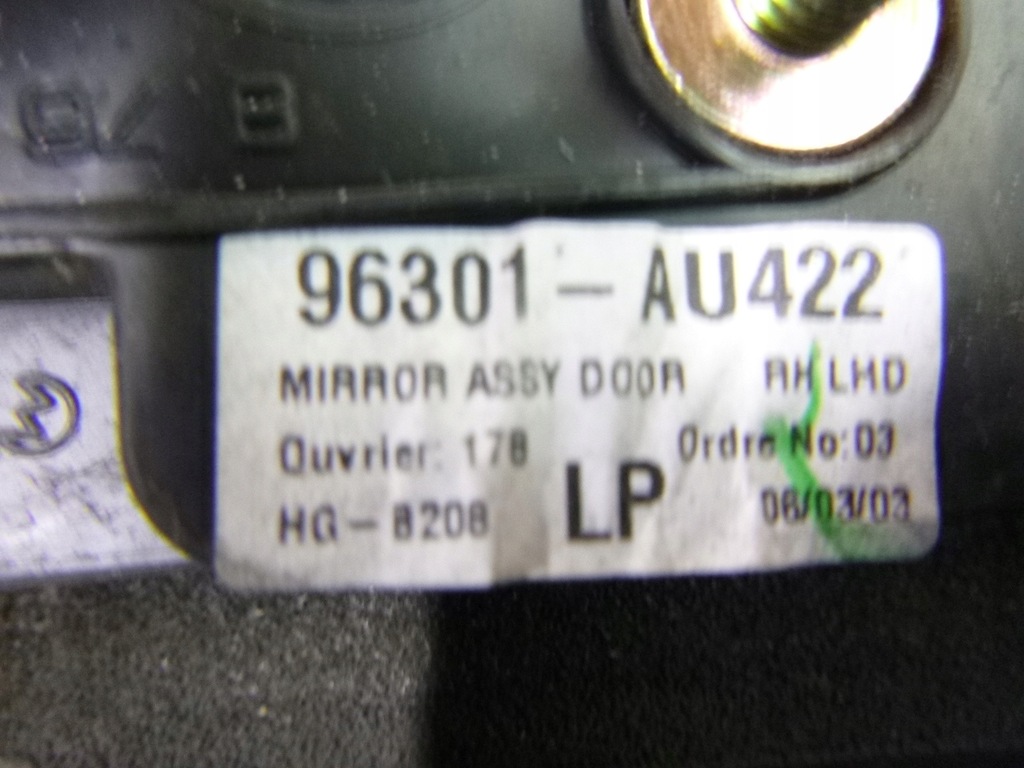 96301-AU422
MIRROR ASSY DOOR RH LHD
Ouvrier: 178 Ordre No:03
HG-8208 LP 06/03/03